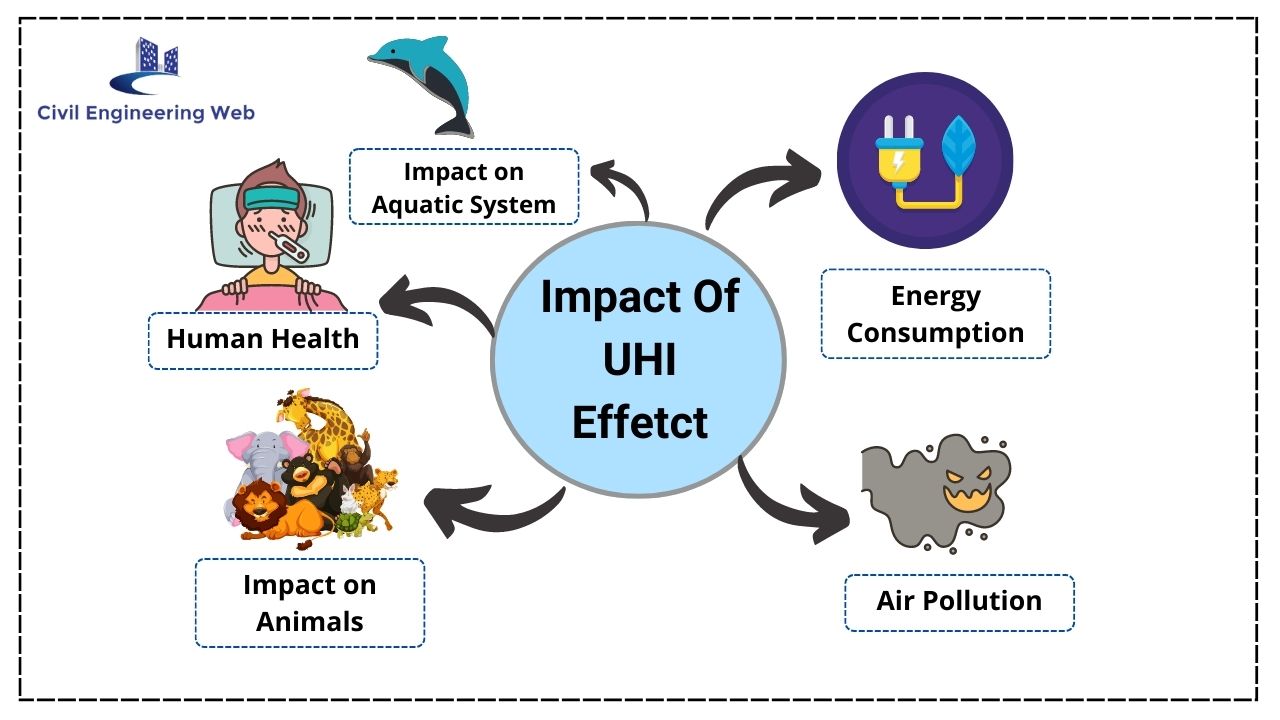 Civil Engineering Web
Impact on
Aquatic System
Human Health
Impact on
Animals
Impact Of
UHI
Effetct
Energy
Consumption
Air Pollution